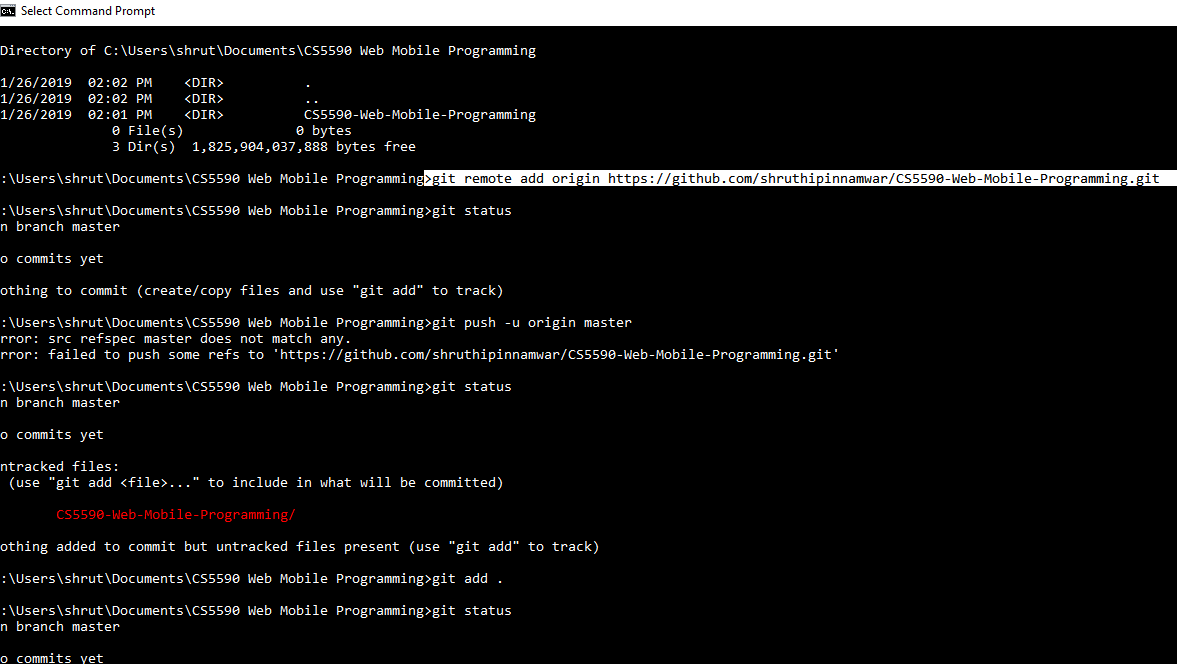 Select Command Prompt
Directory of C:\Users\shrut\Documents\CS5590 Web Mobile Programming
1/26/2019  02:02 PM    <DIR>          .
1/26/2019  02:02 PM    <DIR>          ..
1/26/2019  02:01 PM    <DIR>          CS5590-Web-Mobile-Programming
0 File(s)              0 bytes
3 Dir(s)  1,825,904,037,888 bytes free
:\Users\shrut\Documents\CS5590 Web Mobile Programming>git remote add origin https://github.com/shruthipinnamwar/CS5590-Web-Mobile-Programming.git
:\Users\shrut\Documents\CS5590 Web Mobile Programming>git status
n branch master
o commits yet
othing to commit (create/copy files and use "git add" to track)
:\Users\shrut\Documents\CS5590 Web Mobile Programming>git push -u origin master
rror: src refspec master does not match any.
rror: failed to push some refs to 'https://github.com/shruthipinnamwar/CS5590-Web-Mobile-Programming.git'
:\Users\shrut\Documents\CS5590 Web Mobile Programming>git status
n branch master
o commits yet
ntracked files:
(use "git add <file>..." to include in what will be committed)
CS5590-Web-Mobile-Programming/
othing added to commit but untracked files present (use "git add" to track)
:\Users\shrut\Documents\CS5590 Web Mobile Programming>git add .
:\Users\shrut\Documents\CS5590 Web Mobile Programming>git status
n branch master
o commits yet